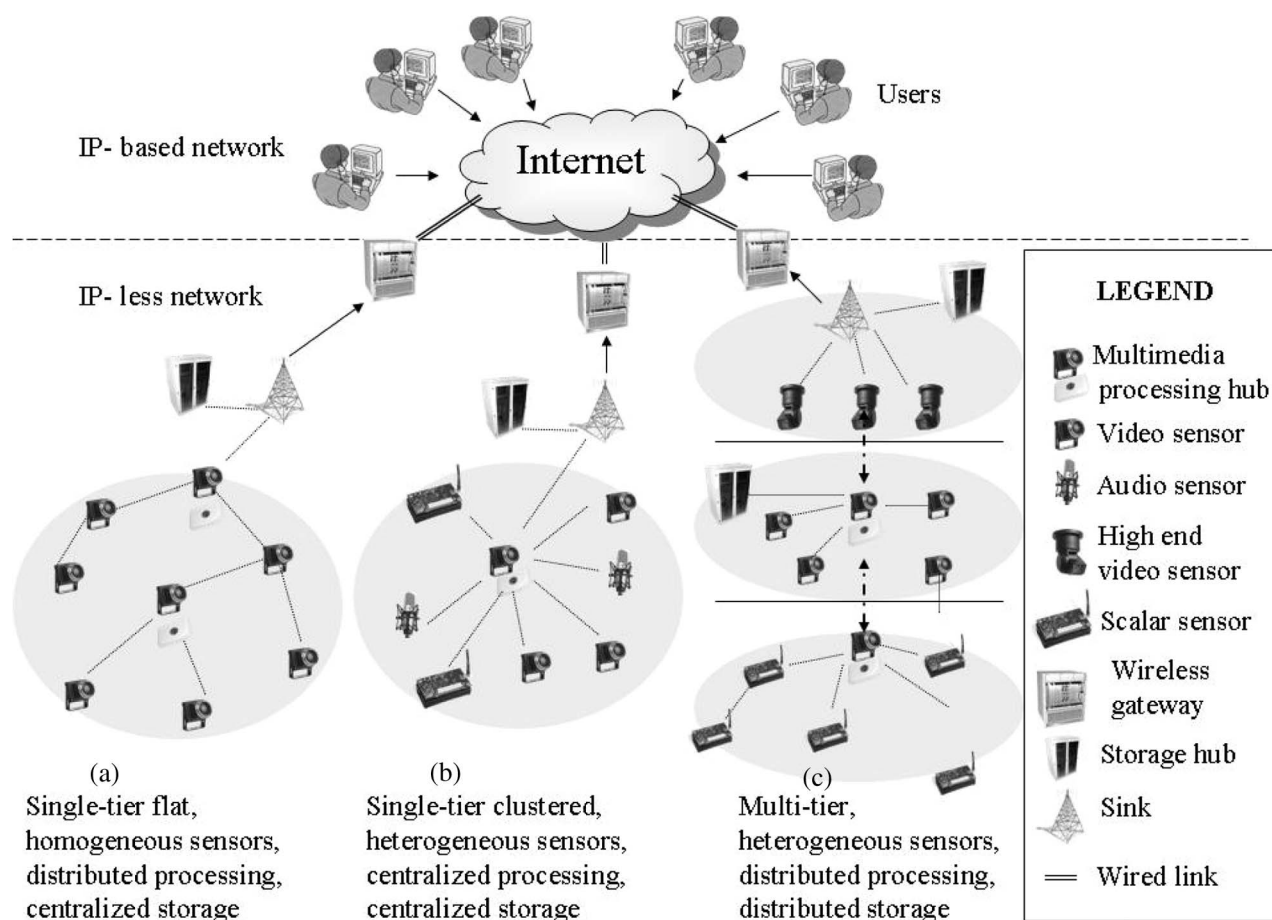 Users
IP- based network
Internet
IP- less network
LEGEND
Multimedia
processing hub
Video sensor
Audio sensor
High end
video sensor
Scalar sensor
Wireless
gateway
Storage hub
Sink
Wired link
(a)
Single-tier flat,
homogeneous sensors,
distributed processing,
centralized storage
(b)
Single-tier clustered,
heterogeneous sensors,
centralized processing,
centralized storage
(c)
Multi-tier,
heterogeneous sensors,
distributed processing,
distributed storage